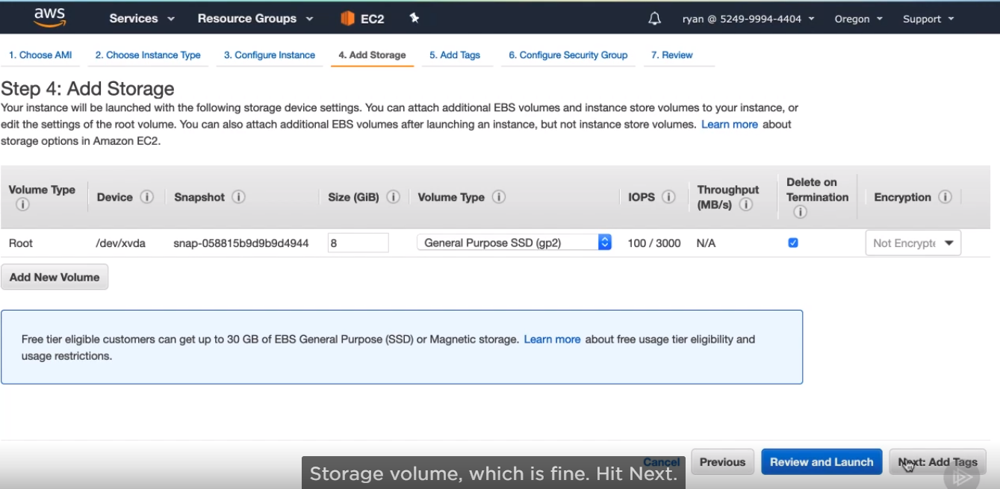 aws Services Resource Groups EC2 ryan @ 5249-9994-4404 Oregon Support
1. Choose AMI 2. Choose Instance Type 3. Configure Instance 4. Add Storage 5. Add Tags 6. Configure Security Group 7. Review
Step 4: Add Storage
Your instance will be launched with the following storage device settings. You can attach additional EBS volumes and instance store volumes to your instance, or
edit the settings of the root volume. You can also attach additional EBS volumes after launching an instance, but not instance store volumes. Learn more about
storage options in Amazon EC2.
Volume Type Device Snapshot Size (GiB) Volume Type IOPS Throughput (MB/s) Delete on Termination Encryption
Root /dev/xvda snap-058815b9d9b9d4944 8 General Purpose SSD (gp2) 100 / 3000 N/A Not Encrypte
Add New Volume
Free tier eligible customers can get up to 30 GB of EBS General Purpose (SSD) or Magnetic storage. Learn more about free usage tier eligibility and
usage restrictions.
Cancel Previous Review and Launch Next: Add Tags
Storage volume, which is fine. Hit Next.